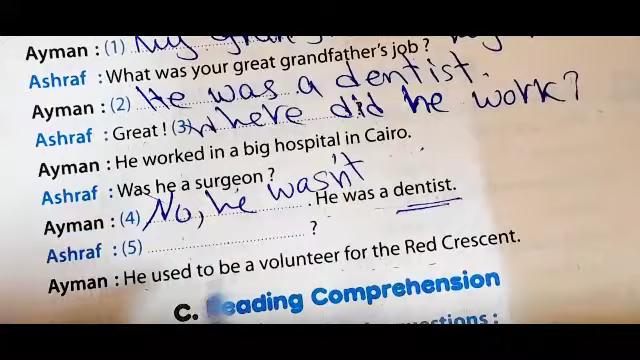 Ayman : (1) My
Ashraf : What was your great grandfather's job ?
Ayman : (2) He was a dentist.
Ashraf : Great ! (3) where did he work?
Ayman : He worked in a big hospital in Cairo.
Ashraf : Was he a surgeon ?
Ayman : (4) No, he wasn't. He was a dentist.
Ashraf : (5) ?
Ayman : He used to be a volunteer for the Red Crescent.
C. Reading Comprehension
questions :